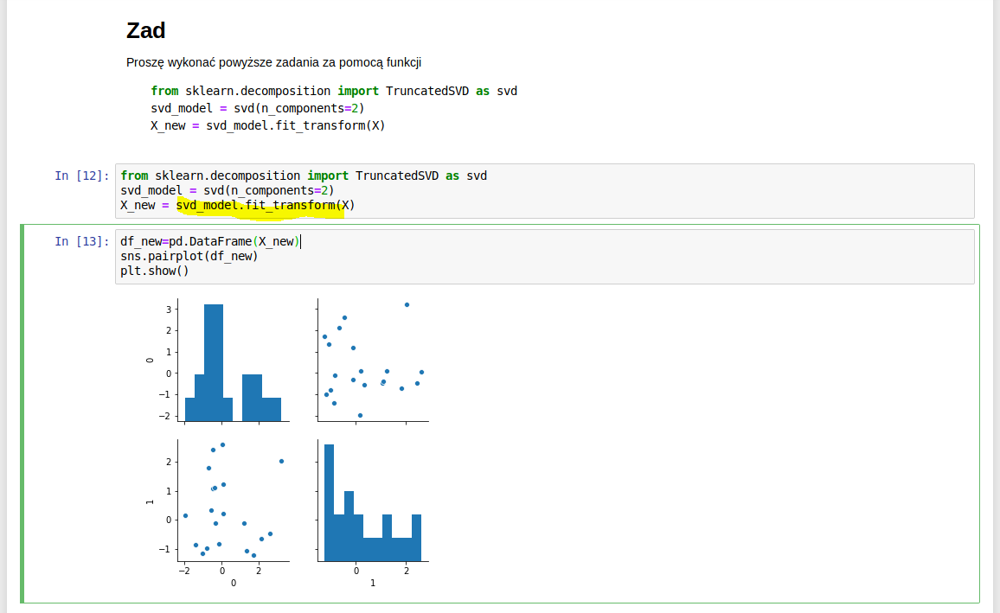 Zad
Proszę wykonać powyższe zadania za pomocą funkcji
from sklearn.decomposition import TruncatedSVD as svd
svd_model = svd(n_components=2)
X_new = svd_model.fit_transform(X)
In [12]: from sklearn.decomposition import TruncatedSVD as svd
svd_model = svd(n_components=2)
X_new = svd_model.fit_transform(X)
In [13]: df_new=pd.DataFrame(X_new)
sns.pairplot(df_new)
plt.show()
3
2
1
0
−1
−2
0
2
1
0
−1
1
−2 0 2
0
0 2
1